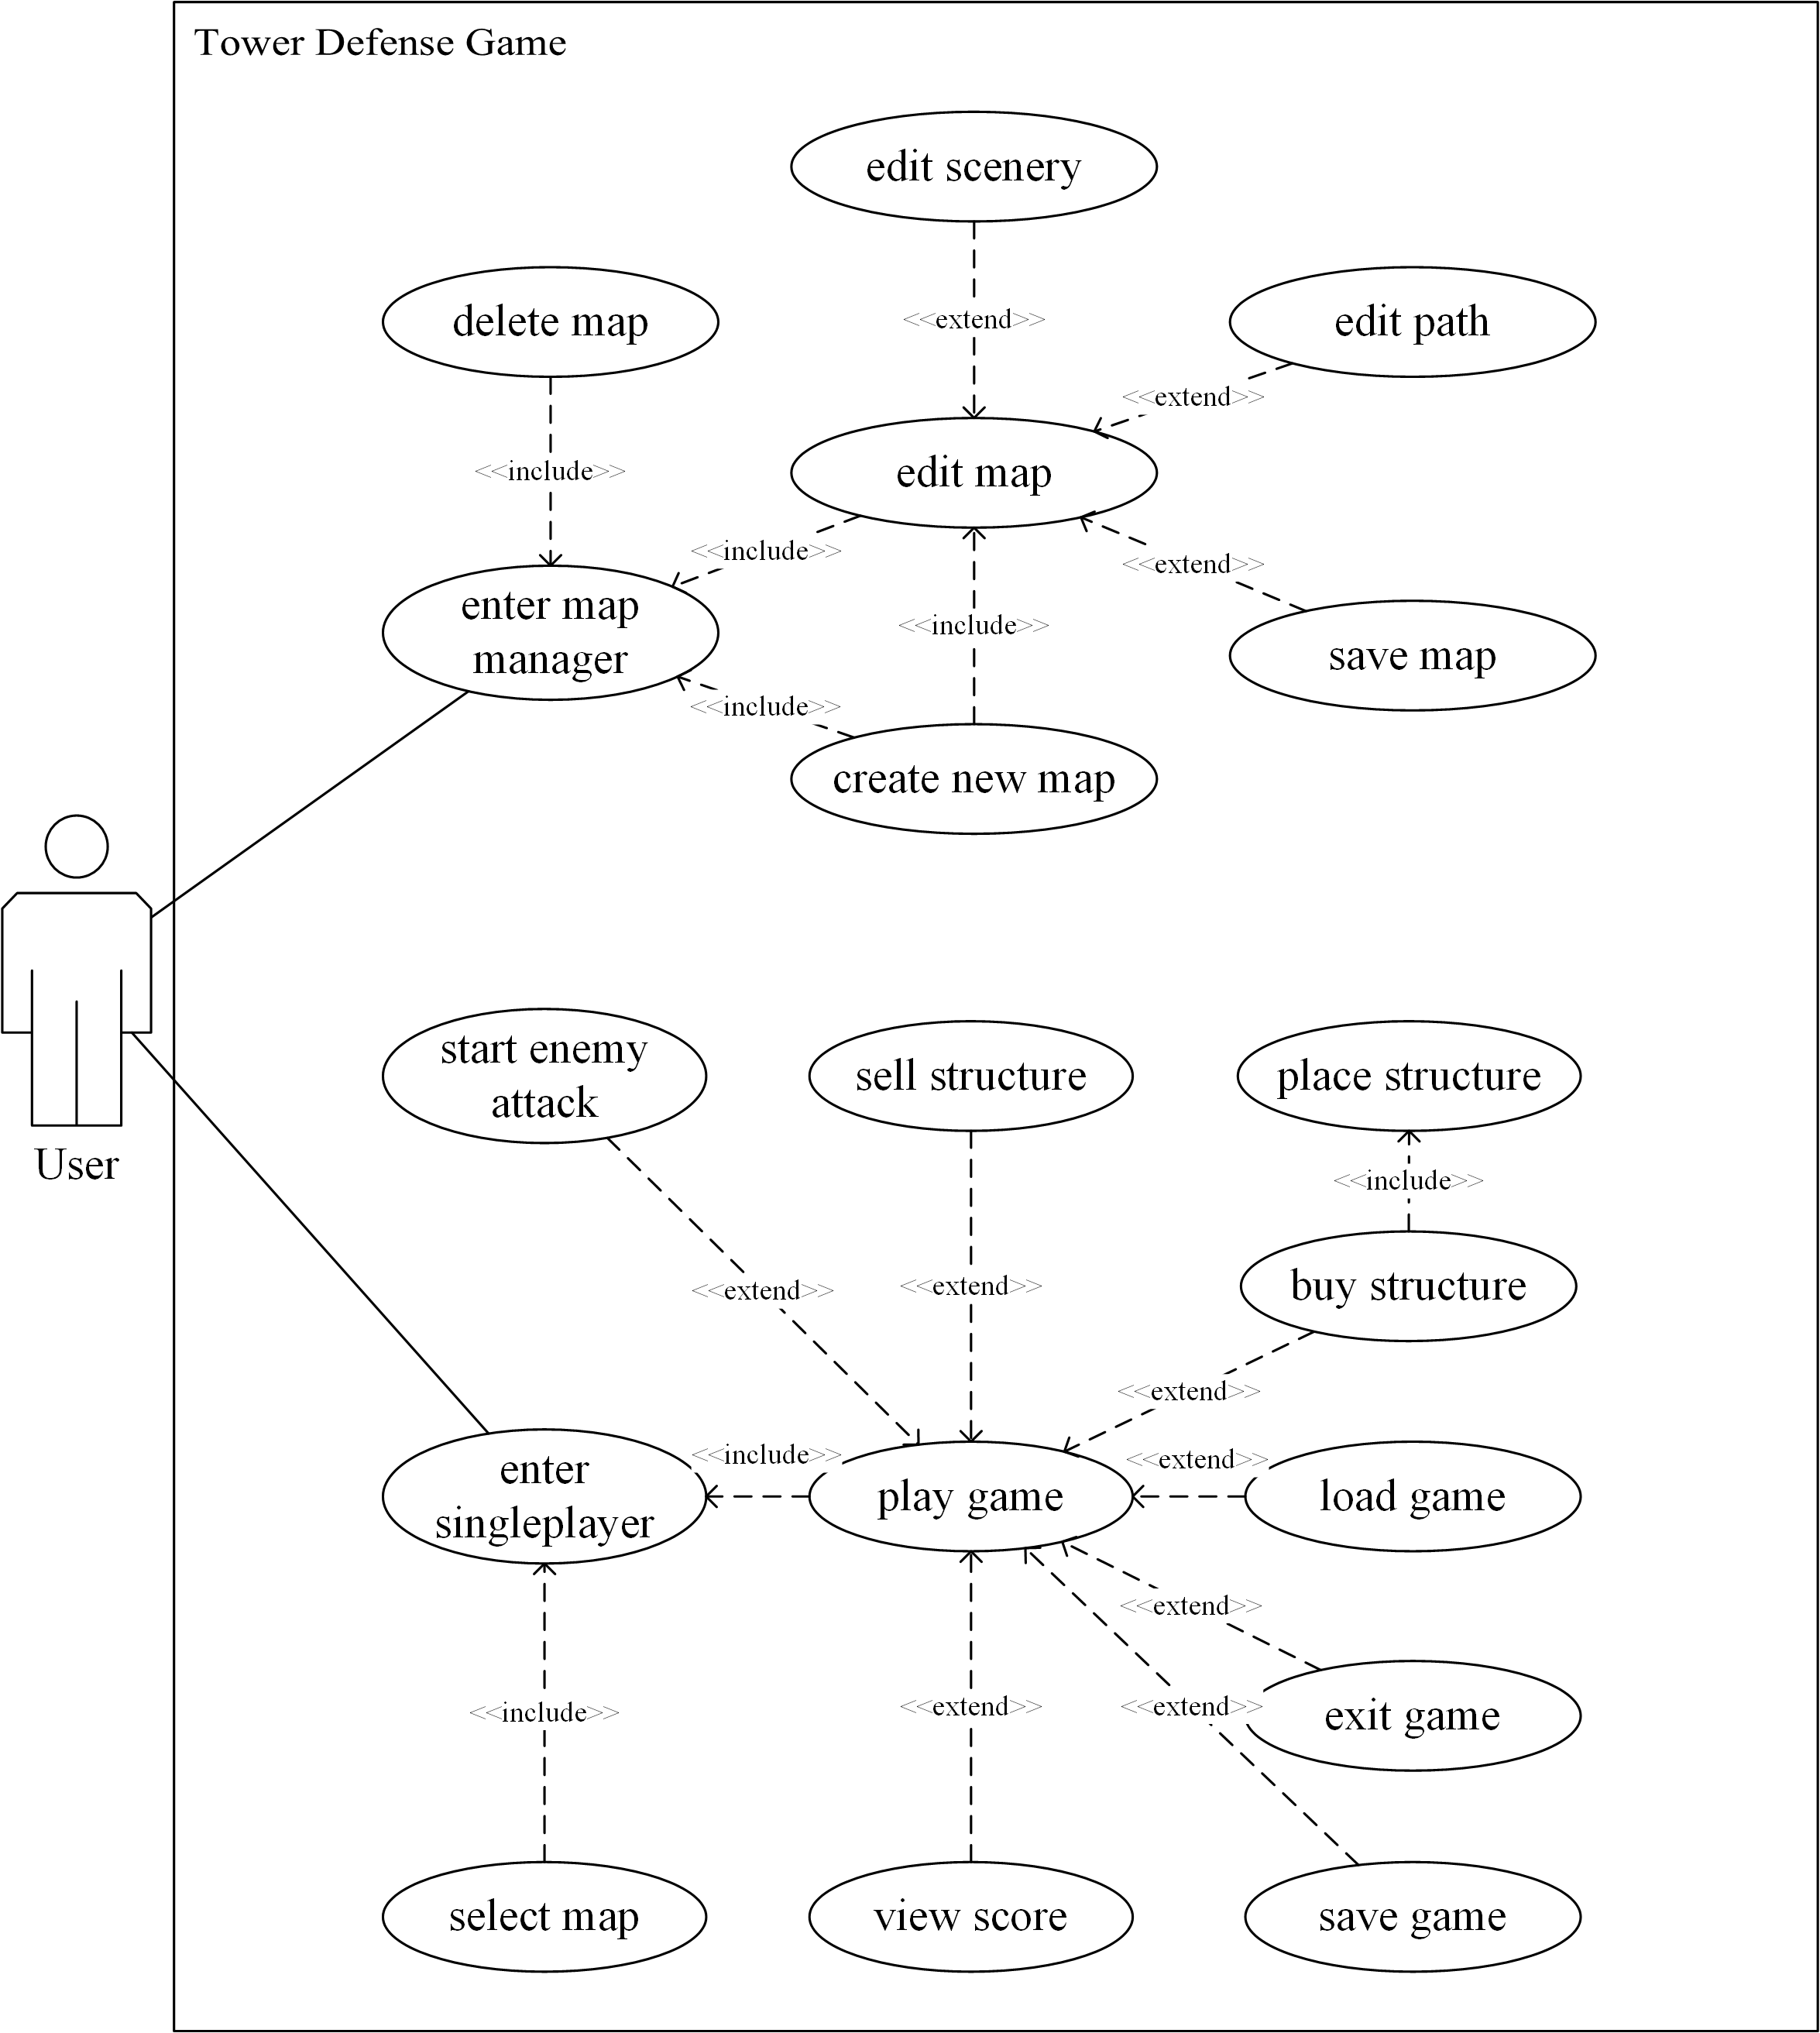 Tower Defense Game
edit scenery
delete map
<<extend>>
edit path
<<extend>>
<<include>>
edit map
<<include>>
<<extend>>
enter map
manager
<<include>>
save map
<<include>>
create new map
start enemy
attack
sell structure
place structure
User
<<include>>
<<extend>>
<<extend>>
buy structure
<<extend>>
<<include>>
<<extend>>
enter
singleplayer
play game
load game
<<extend>>
<<include>>
<<extend>>
<<extend>>
exit game
select map
view score
save game